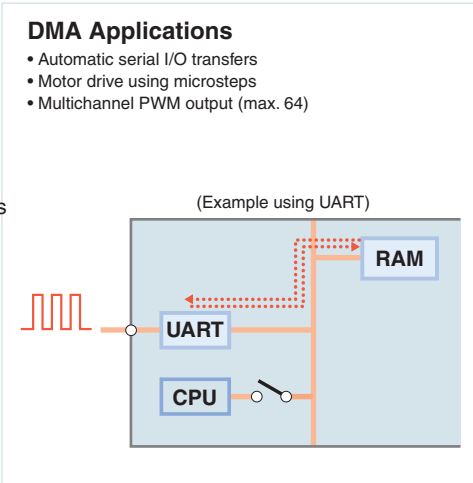 DMA Applications
• Automatic serial I/O transfers
• Motor drive using microsteps
• Multichannel PWM output (max. 64)
s
(Example using UART)
RAM
UART
CPU